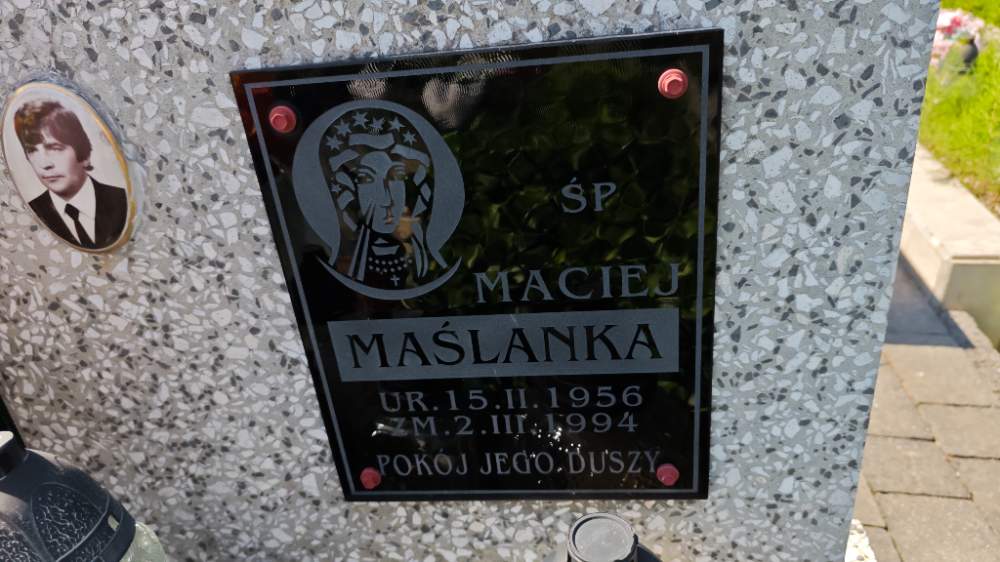 ŚP
MACIEJ
MAŚLANKA
UR. 15.II.1956
ZM. 2.III.1994
POKÓJ JEGO DUSZY